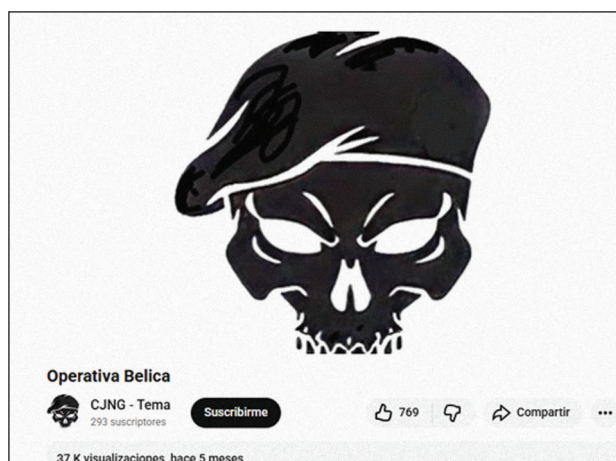 Operativa Belica
CJNG - Tema
293 suscriptores
Suscribirme
769
Compartir
37 K visualizaciones hace 5 meses